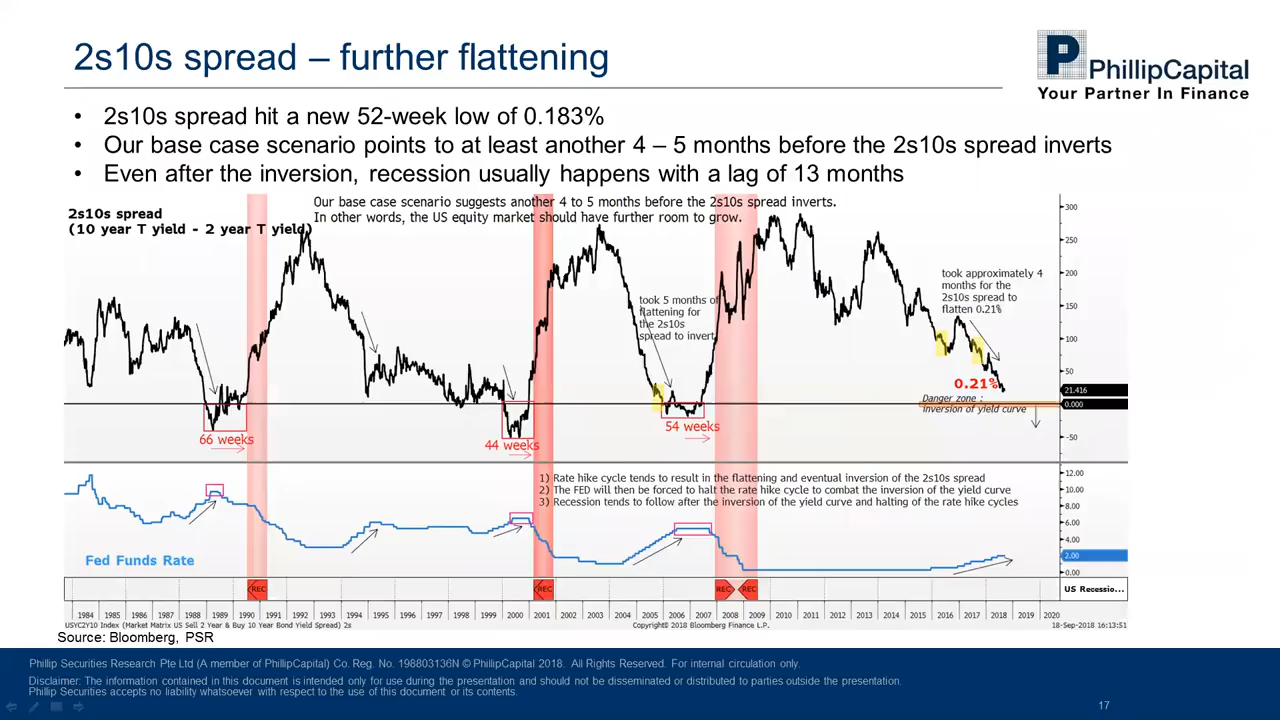 2s10s spread – further flattening
P
PhillipCapital
Your Partner In Finance
• 2s10s spread hit a new 52-week low of 0.183%
• Our base case scenario points to at least another 4 – 5 months before the 2s10s spread inverts
• Even after the inversion, recession usually happens with a lag of 13 months
2s10s spread
(10 year T yield - 2 year T yield)
Our base case scenario suggests another 4 to 5 months before the 2s10s spread inverts.
In other words, the US equity market should have further room to grow.
300
250
200
150
100
50
21.416
0.000
-50
took 5 months of
flattening for
the 2s10s
spread to invert
took approximately 4
months for the
2s10s spread to
flatten 0.21%
0.21%
Danger zone :
inversion of yield curve
66 weeks
44 weeks
54 weeks
1) Rate hike cycle tends to result in the flattening and eventual inversion of the 2s10s spread
2) The FED will then be forced to halt the rate hike cycle to combat the inversion of the yield curve
3) Recession tends to follow after the inversion of the yield curve and halting of the rate hike cycles
12.00
10.00
8.00
6.00
4.00
2.00
0.00
Fed Funds Rate
REC REC REC REC US Recessio...
1984 1985 1986 1987 1988 1989 1990 1991 1992 1993 1994 1995 1996 1997 1998 1999 2000 2001 2002 2003 2004 2005 2006 2007 2008 2009 2010 2011 2012 2013 2014 2015 2016 2017 2018 2019 2020
USYC2Y10 Index (Market Matrix US Sell 2 Year & Buy 10 Year Bond Yield Spread) 2s Copyright© 2018 Bloomberg Finance L.P. 18-Sep-2018 16:13:51
Source: Bloomberg, PSR
Phillip Securities Research Pte Ltd (A member of PhillipCapital) Co. Reg. No. 198803136N © PhillipCapital 2018. All Rights Reserved. For internal circulation only.
Disclaimer: The information contained in this document is intended only for use during the presentation and should not be disseminated or distributed to parties outside the presentation.
Phillip Securities accepts no liability whatsoever with respect to the use of this document or its contents.
17